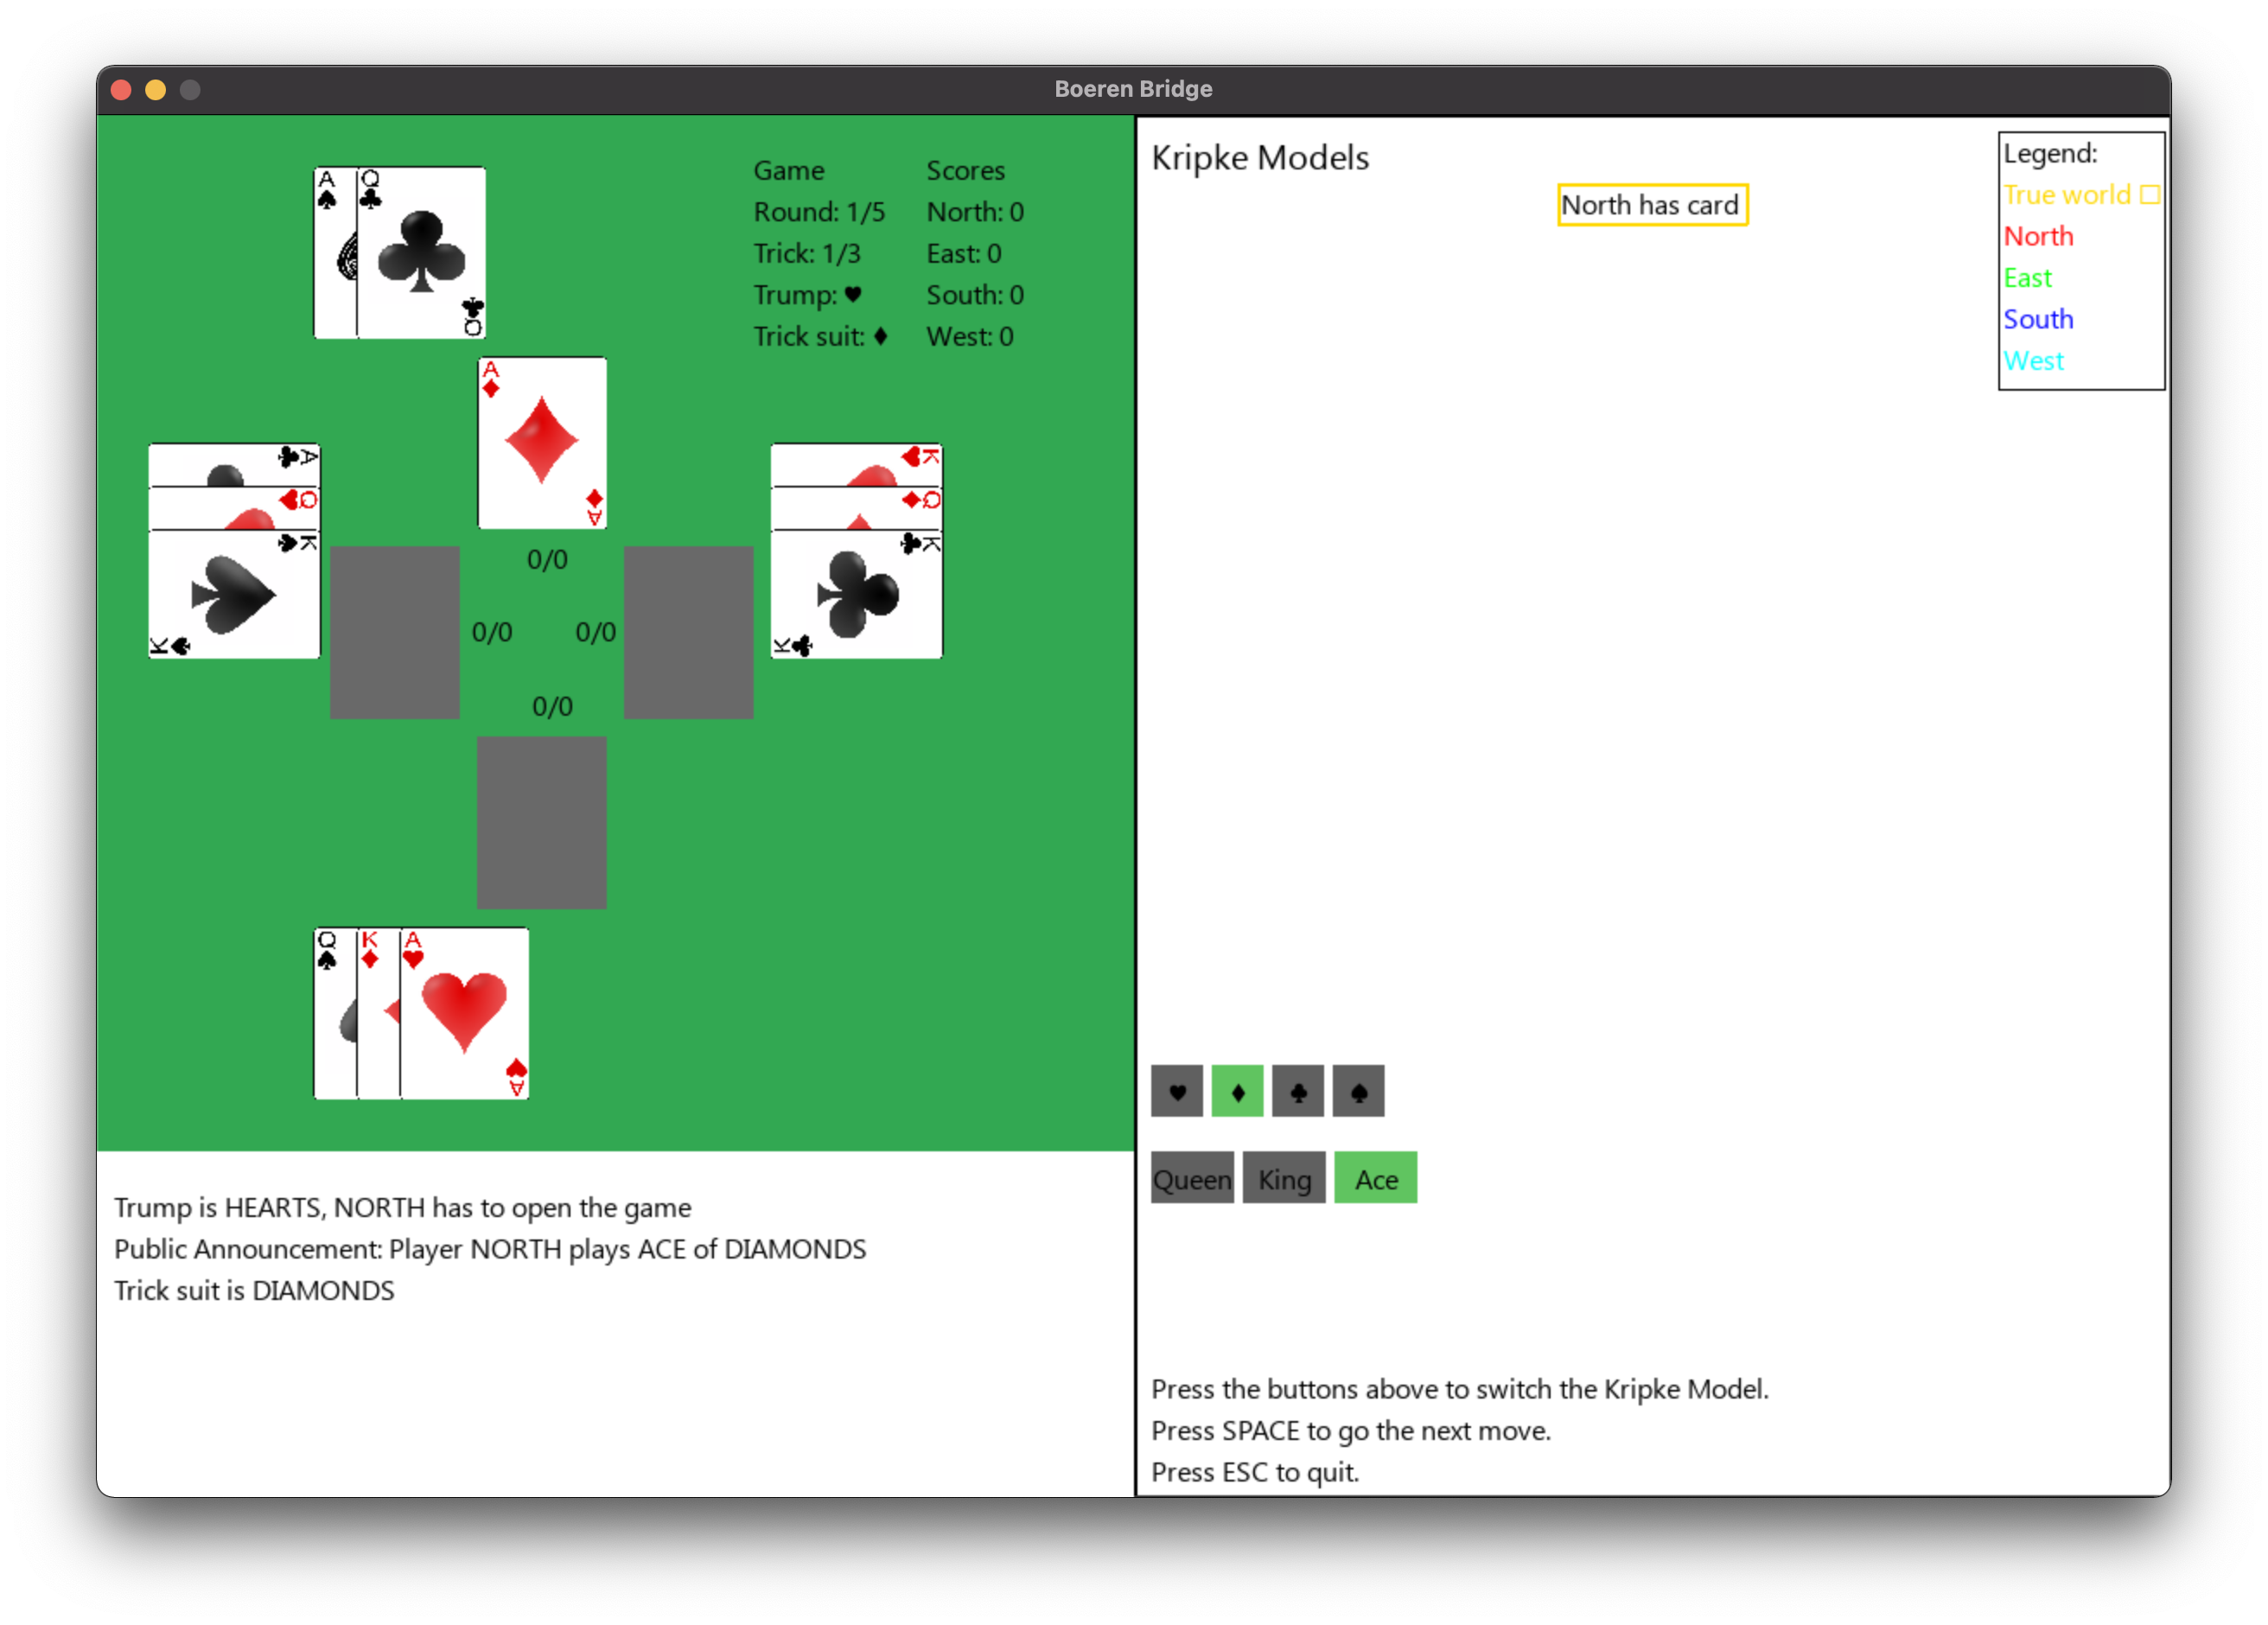 Boeren Bridge
Game
Round: 1/5
Trick: 1/3
Trump: ♥
Trick suit: ♦
Scores
North: 0
East: 0
South: 0
West: 0
A♠
Q♣
Q♣
A♦
A♦
A♣
Q♥
K♠
K♠
K♥
Q♦
K♣
K♣
0/0
0/0 0/0
0/0
Q♠
K♦
A♥
A♥
Trump is HEARTS, NORTH has to open the game
Public Announcement: Player NORTH plays ACE of DIAMONDS
Trick suit is DIAMONDS
Kripke Models
North has card
Legend:
True world □
North
East
South
West
♥ ♦ ♣ ♠
Queen King Ace
Press the buttons above to switch the Kripke Model.
Press SPACE to go the next move.
Press ESC to quit.